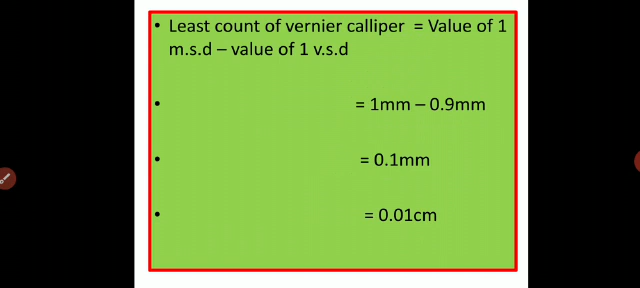 • Least count of vernier calliper = Value of 1
m.s.d – value of 1 v.s.d
• = 1mm – 0.9mm
• = 0.1mm
• = 0.01cm